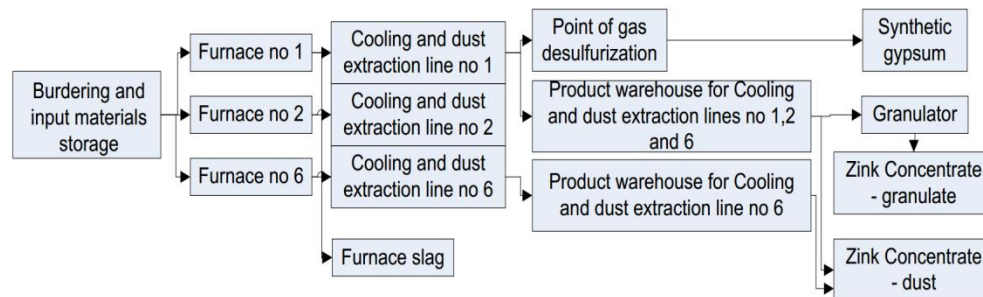 Burdering and
input materials
storage
Furnace no 1
Furnace no 2
Furnace no 6
Cooling and dust
extraction line no 1
Cooling and dust
extraction line no 2
Cooling and dust
extraction line no 6
Furnace slag
Point of gas
desulfurization
Product warehouse for Cooling
and dust extraction lines no 1,2
and 6
Product warehouse for Cooling
and dust extraction line no 6
Synthetic
gypsum
Granulator
Zink Concentrate
- granulate
Zink Concentrate
- dust